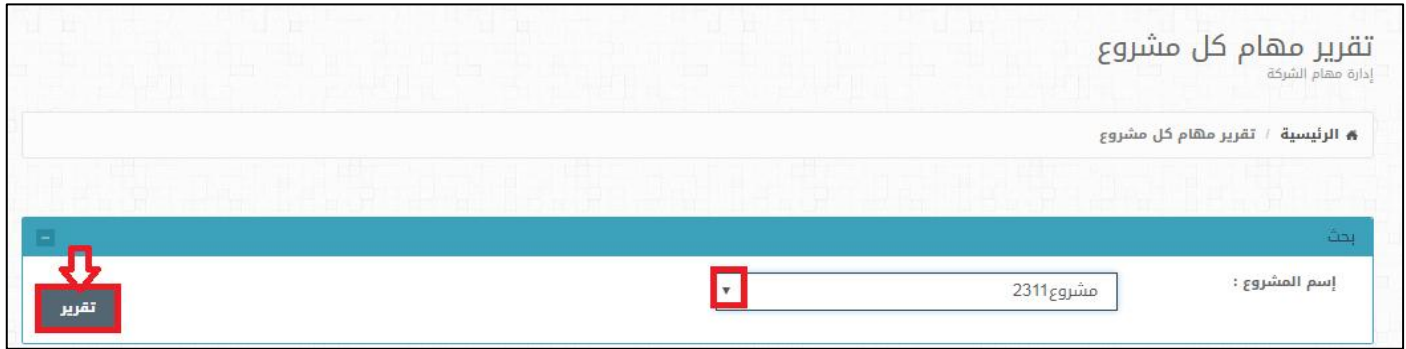 تقرير مهام كل مشروع
إدارة مهام الشركة
الرئيسية / تقرير مهام كل مشروع
بحث
إسم المشروع :
مشروع2311
تقرير